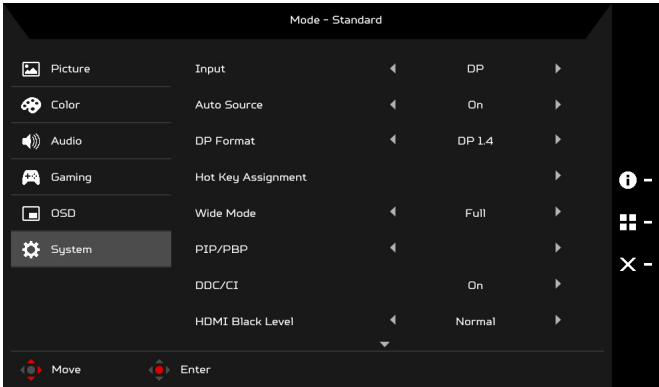 Mode - Standard
Picture
Input DP
Color
Auto Source On
Audio
DP Format DP 1.4
Gaming
Hot Key Assignment
OSD
Wide Mode Full
System
PIP/PBP
DDC/CI On
HDMI Black Level Normal
Move Enter